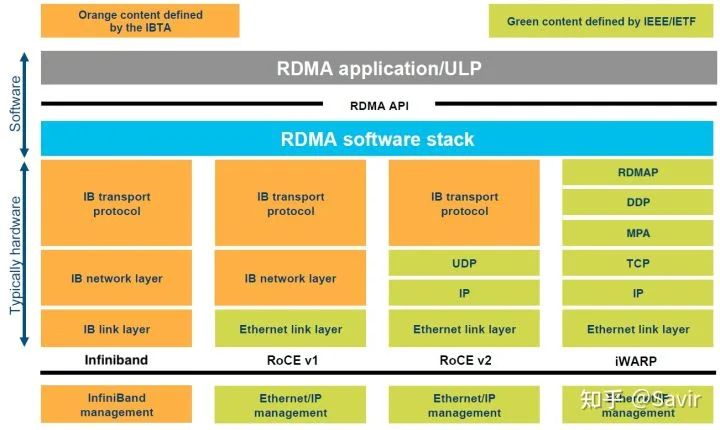 Orange content defined
by the IBTA
Green content defined by IEEE/IETF
Software
RDMA application/ULP
RDMA API
RDMA software stack
Typically hardware
IB transport
protocol
IB network layer
IB link layer
Infiniband
InfiniBand
management
IB transport
protocol
IB network layer
Ethernet link layer
RoCE v1
Ethernet/IP
management
IB transport
protocol
UDP
IP
Ethernet link layer
RoCE v2
Ethernet/IP
management
RDMAP
DDP
MPA
TCP
IP
Ethernet link layer
iWARP
Ethernet/IP
management
知乎 @Savir